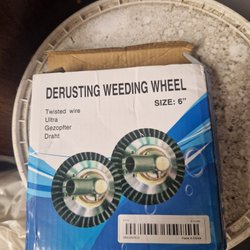 DERUSTING WEEDING WHEEL
SIZE: 6"
Twisted wire
Ultra
Gezopfter
Draht